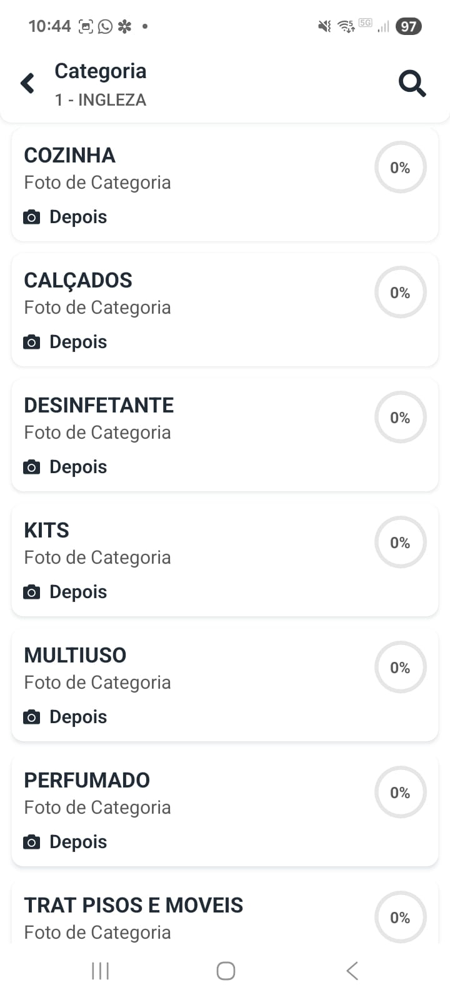 10:44
5G
97
Categoria
1 - INGLEZA
COZINHA
0%
Foto de Categoria
Depois
CALÇADOS
0%
Foto de Categoria
Depois
DESINFETANTE
0%
Foto de Categoria
Depois
KITS
0%
Foto de Categoria
Depois
MULTIUSO
0%
Foto de Categoria
Depois
PERFUMADO
0%
Foto de Categoria
Depois
TRAT PISOS E MOVEIS
0%
Foto de Categoria